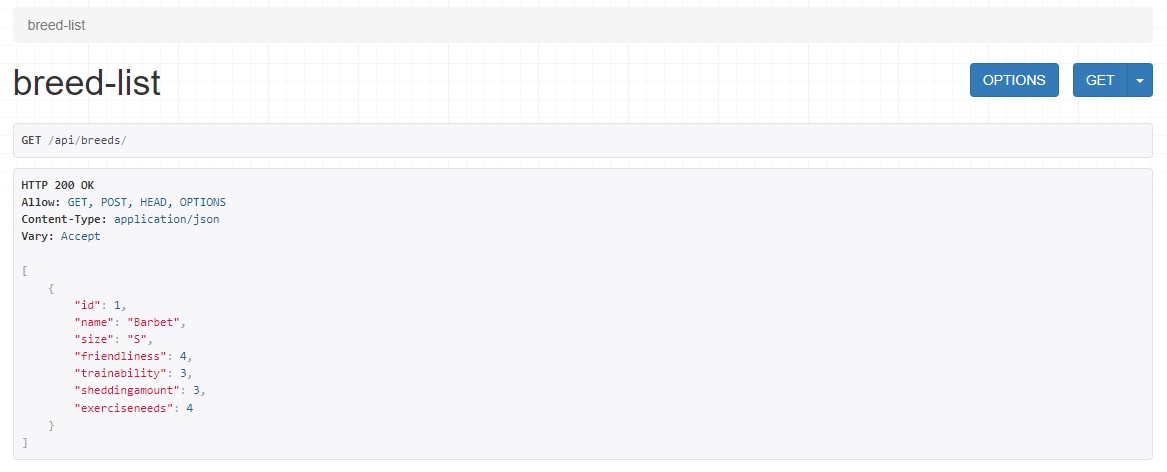 breed-list
breed-list
OPTIONS
GET
GET /api/breeds/
HTTP 200 OK
Allow: GET, POST, HEAD, OPTIONS
Content-Type: application/json
Vary: Accept
[
    {
        "id": 1,
        "name": "Barbet",
        "size": "S",
        "friendliness": 4,
        "trainability": 3,
        "sheddingamount": 3,
        "exerciseneeds": 4
    }
]